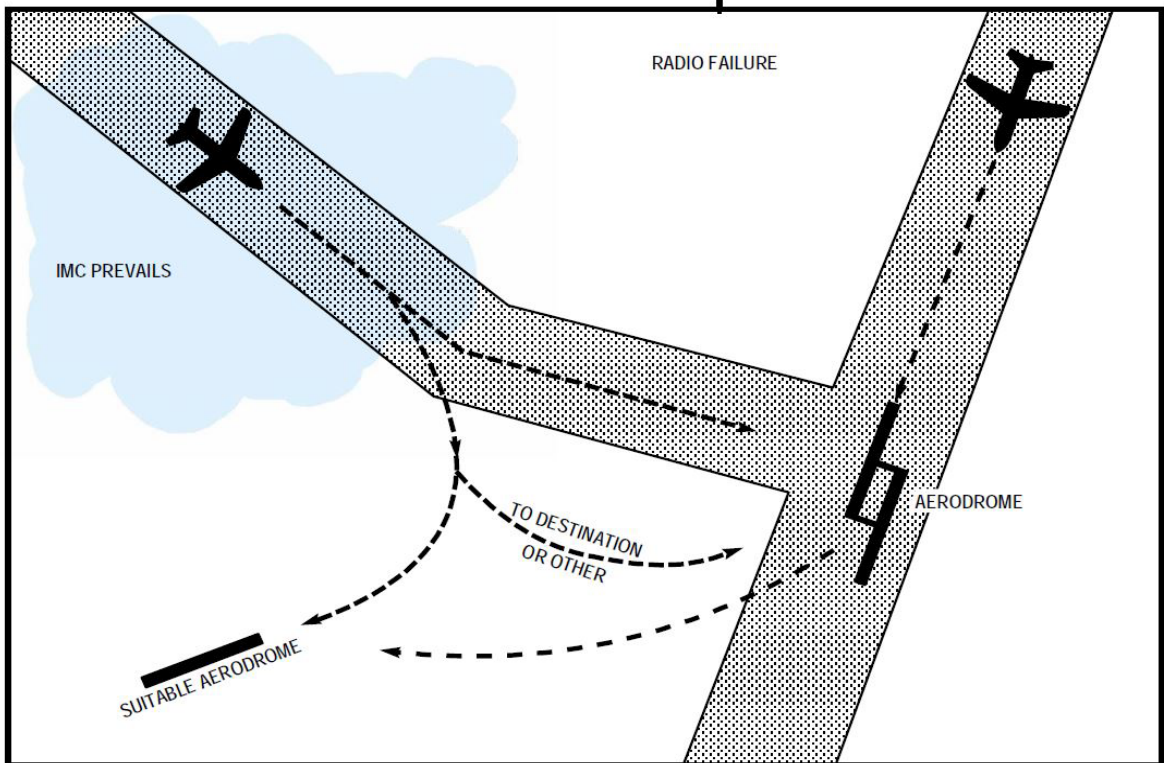 RADIO FAILURE
IMC PREVAILS
AERODROME
TO DESTINATION
OR OTHER
SUITABLE AERODROME